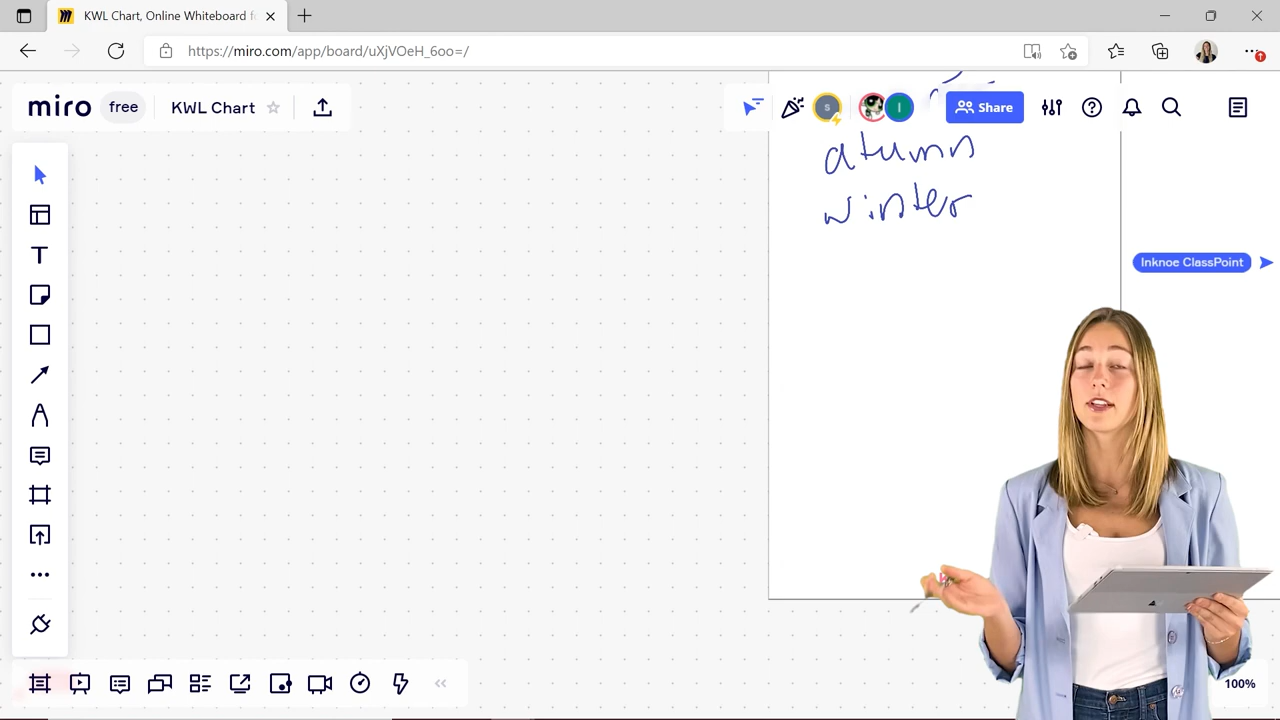 KWL Chart, Online Whiteboard f
https://miro.com/app/board/uXjVOeH_6oo=/
miro free KWL Chart
S
I
Share
atumn
winter
Inknoe ClassPoint
100%